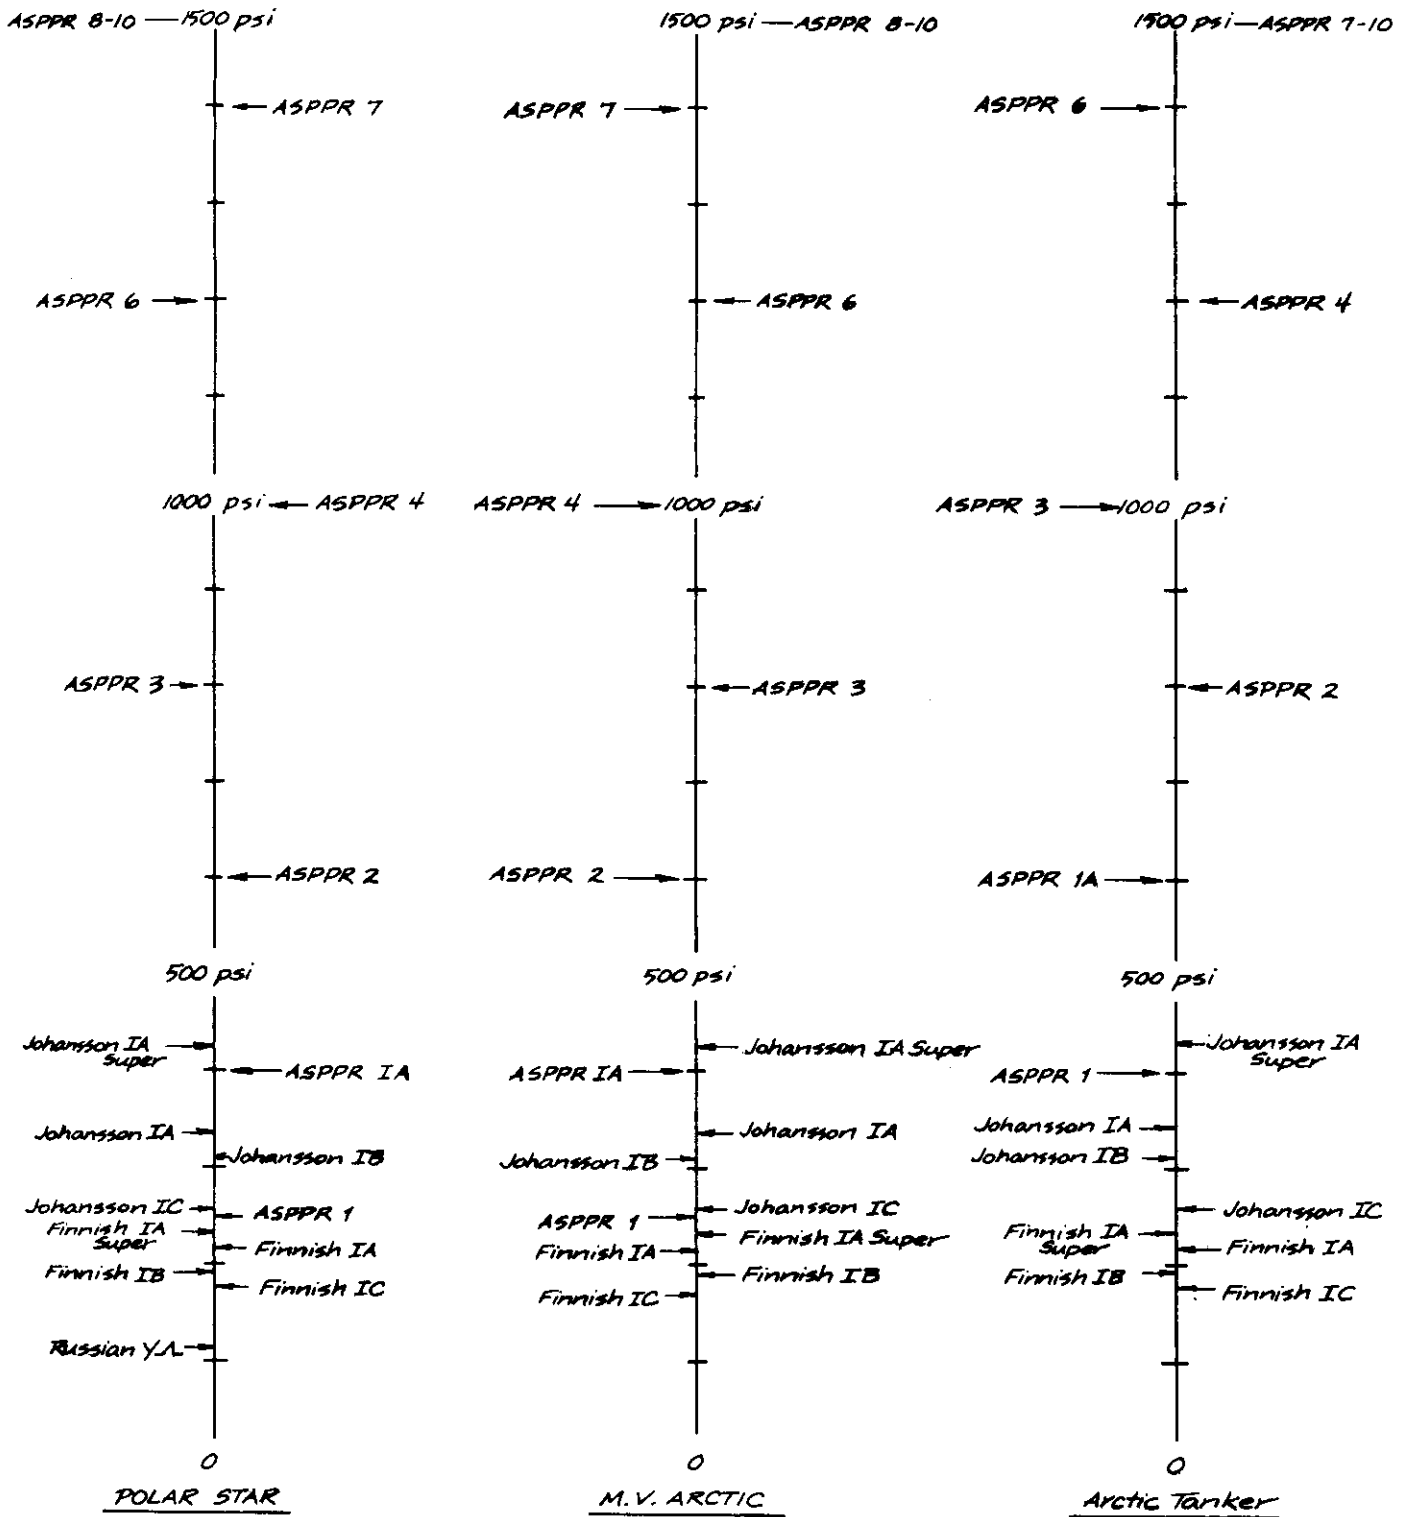 ASPPR 8-10 — 1500 psi
ASPPR 7
ASPPR 6
1000 psi ASPPR 4
ASPPR 3
ASPPR 2
500 psi
Johansson IA
Super
ASPPR IA
Johansson IA
Johansson IB
Johansson IC
ASPPR 1
Finnish IA
Super
Finnish IA
Finnish IB
Finnish IC
Russian УЛ
0
POLAR STAR
1500 psi — ASPPR 8-10
ASPPR 7
ASPPR 6
ASPPR 4 1000 psi
ASPPR 3
ASPPR 2
500 psi
Johansson IA Super
ASPPR IA
Johansson IA
Johansson IB
Johansson IC
ASPPR 1
Finnish IA Super
Finnish IA
Finnish IB
Finnish IC
0
M.V. ARCTIC
1500 psi — ASPPR 7-10
ASPPR 6
ASPPR 4
ASPPR 3 1000 psi
ASPPR 2
ASPPR 1A
500 psi
Johansson IA
Super
ASPPR 1
Johansson IA
Johansson IB
Johansson IC
Finnish IA
Super
Finnish IA
Finnish IB
Finnish IC
0
Arctic Tanker